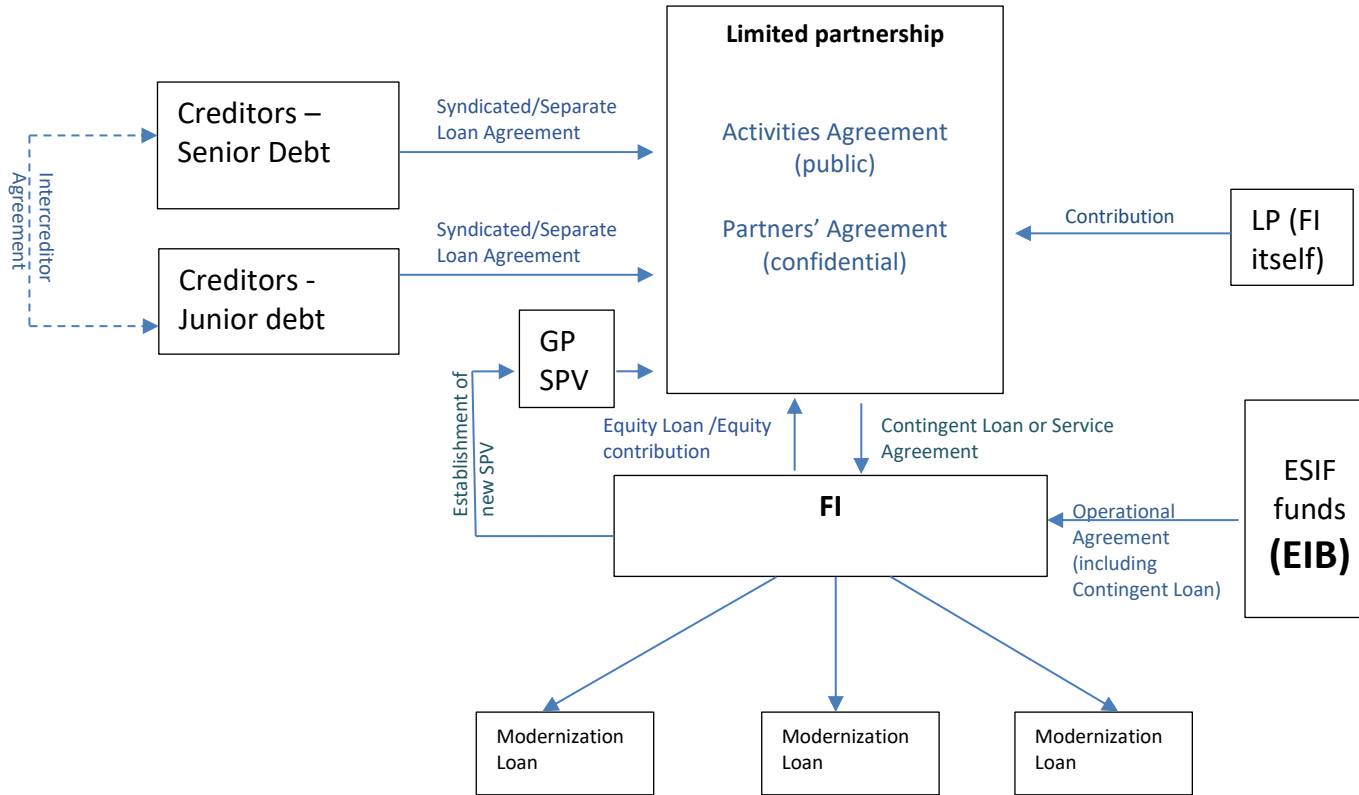 Limited partnership
Creditors –
Senior Debt
Syndicated/Separate
Loan Agreement
Activities Agreement
(public)
Intercreditor
Agreement
Partners’ Agreement
(confidential)
Contribution
LP (FI
itself)
Creditors -
Junior debt
Syndicated/Separate
Loan Agreement
GP
SPV
Establishment of
new SPV
Equity Loan /Equity
contribution
Contingent Loan or Service
Agreement
FI
Operational
Agreement
(including
Contingent Loan)
ESIF
funds
(EIB)
Modernization
Loan
Modernization
Loan
Modernization
Loan